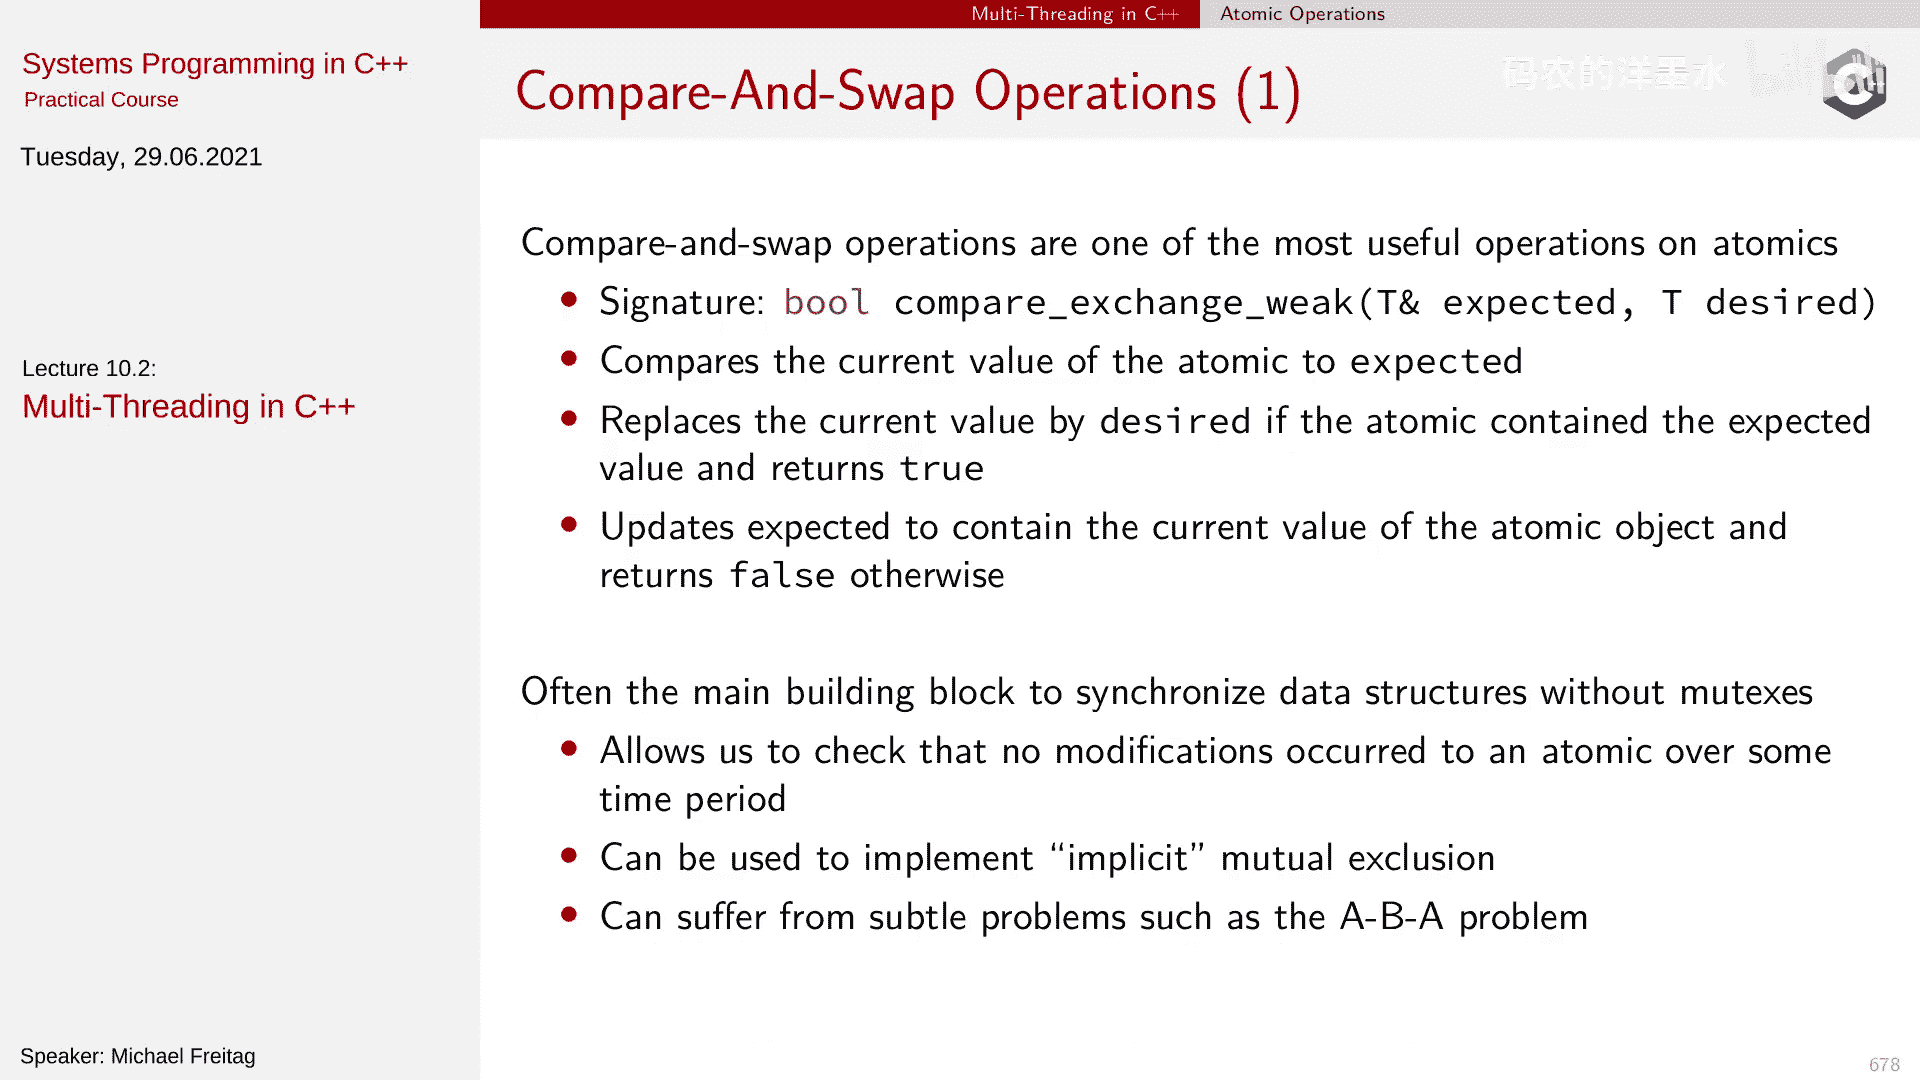 Multi-Threading in C++
Atomic Operations
Systems Programming in C++
Practical Course
Tuesday, 29.06.2021
Lecture 10.2:
Multi-Threading in C++
Speaker: Michael Freitag
Compare-And-Swap Operations (1)
码农的洋墨水
Compare-and-swap operations are one of the most useful operations on atomics
• Signature: bool compare_exchange_weak(T& expected, T desired)
• Compares the current value of the atomic to expected
• Replaces the current value by desired if the atomic contained the expected
value and returns true
• Updates expected to contain the current value of the atomic object and
returns false otherwise
Often the main building block to synchronize data structures without mutexes
• Allows us to check that no modifications occurred to an atomic over some
time period
• Can be used to implement “implicit” mutual exclusion
• Can suffer from subtle problems such as the A-B-A problem
678